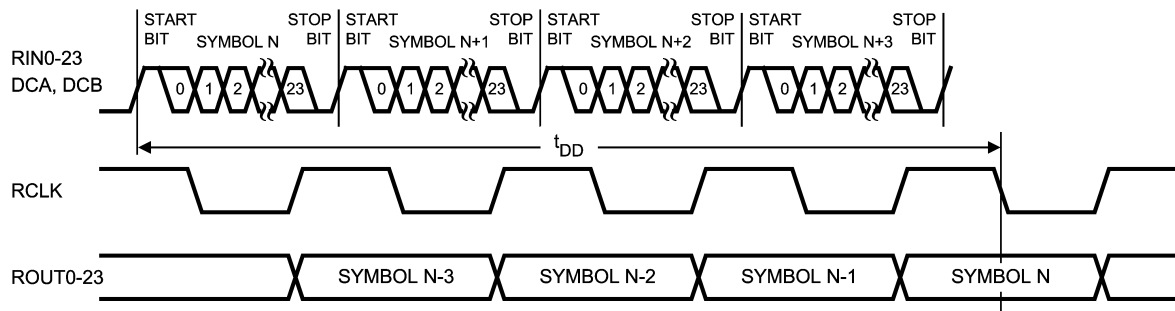 START STOP START STOP START STOP START STOP
BIT SYMBOL N BIT BIT SYMBOL N+1 BIT BIT SYMBOL N+2 BIT BIT SYMBOL N+3 BIT
RIN0-23
DCA, DCB
0 1 2 23 0 1 2 23 0 1 2 23 0 1 2 23
tDD
RCLK
ROUT0-23 SYMBOL N-3 SYMBOL N-2 SYMBOL N-1 SYMBOL N